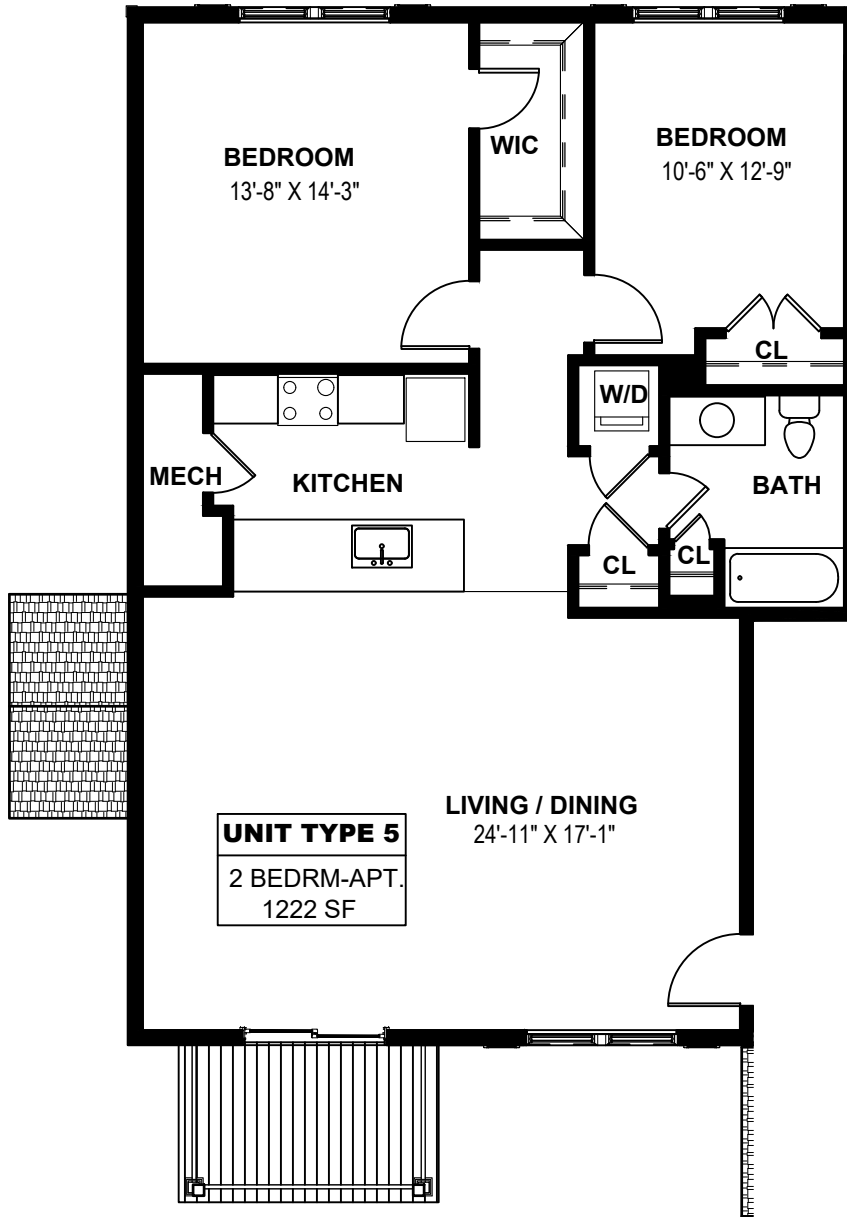 BEDROOM
13'-8" X 14'-3"
WIC
BEDROOM
10'-6" X 12'-9"
CL
W/D
MECH
KITCHEN
BATH
CL
CL
LIVING / DINING
24'-11" X 17'-1"
UNIT TYPE 5
2 BEDRM-APT.
1222 SF